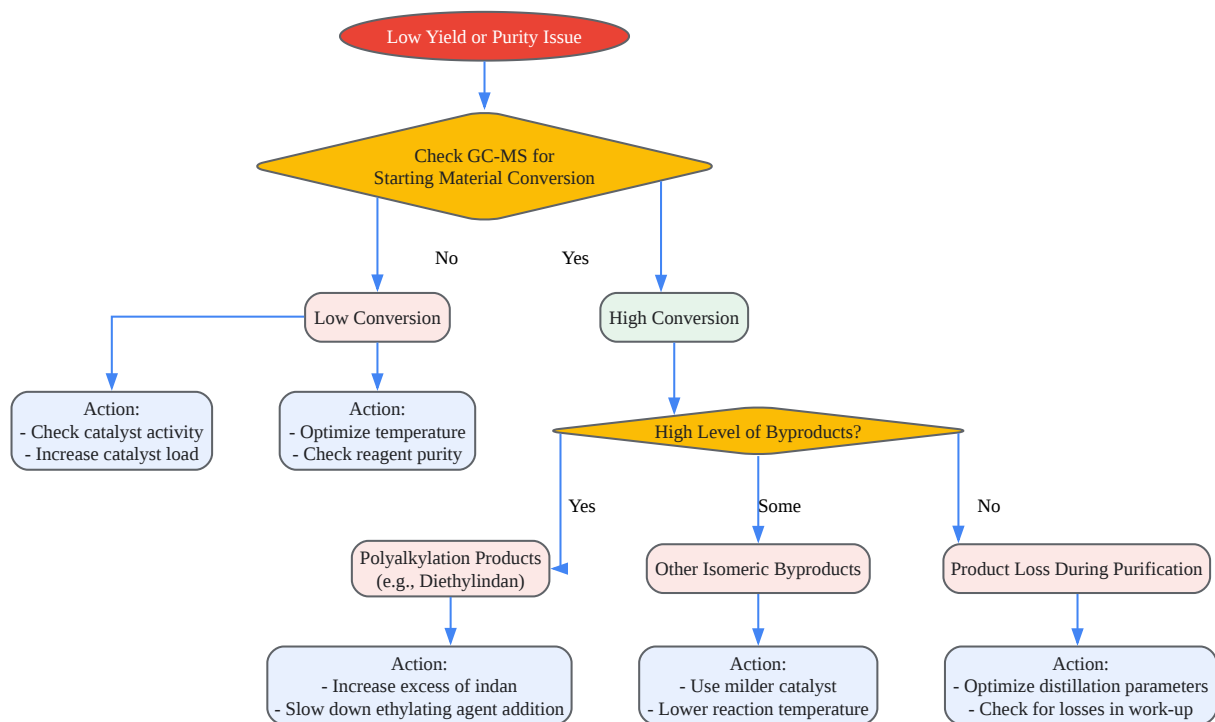 Low Yield or Purity Issue
Check GC-MS for
Starting Material Conversion
No
Yes
Low Conversion
High Conversion
Action:
- Check catalyst activity
- Increase catalyst load
Action:
- Optimize temperature
- Check reagent purity
High Level of Byproducts?
Yes
Some
No
Polyalkylation Products
(e.g., Diethylindan)
Other Isomeric Byproducts
Product Loss During Purification
Action:
- Increase excess of indan
- Slow down ethylating agent addition
Action:
- Use milder catalyst
- Lower reaction temperature
Action:
- Optimize distillation parameters
- Check for losses in work-up